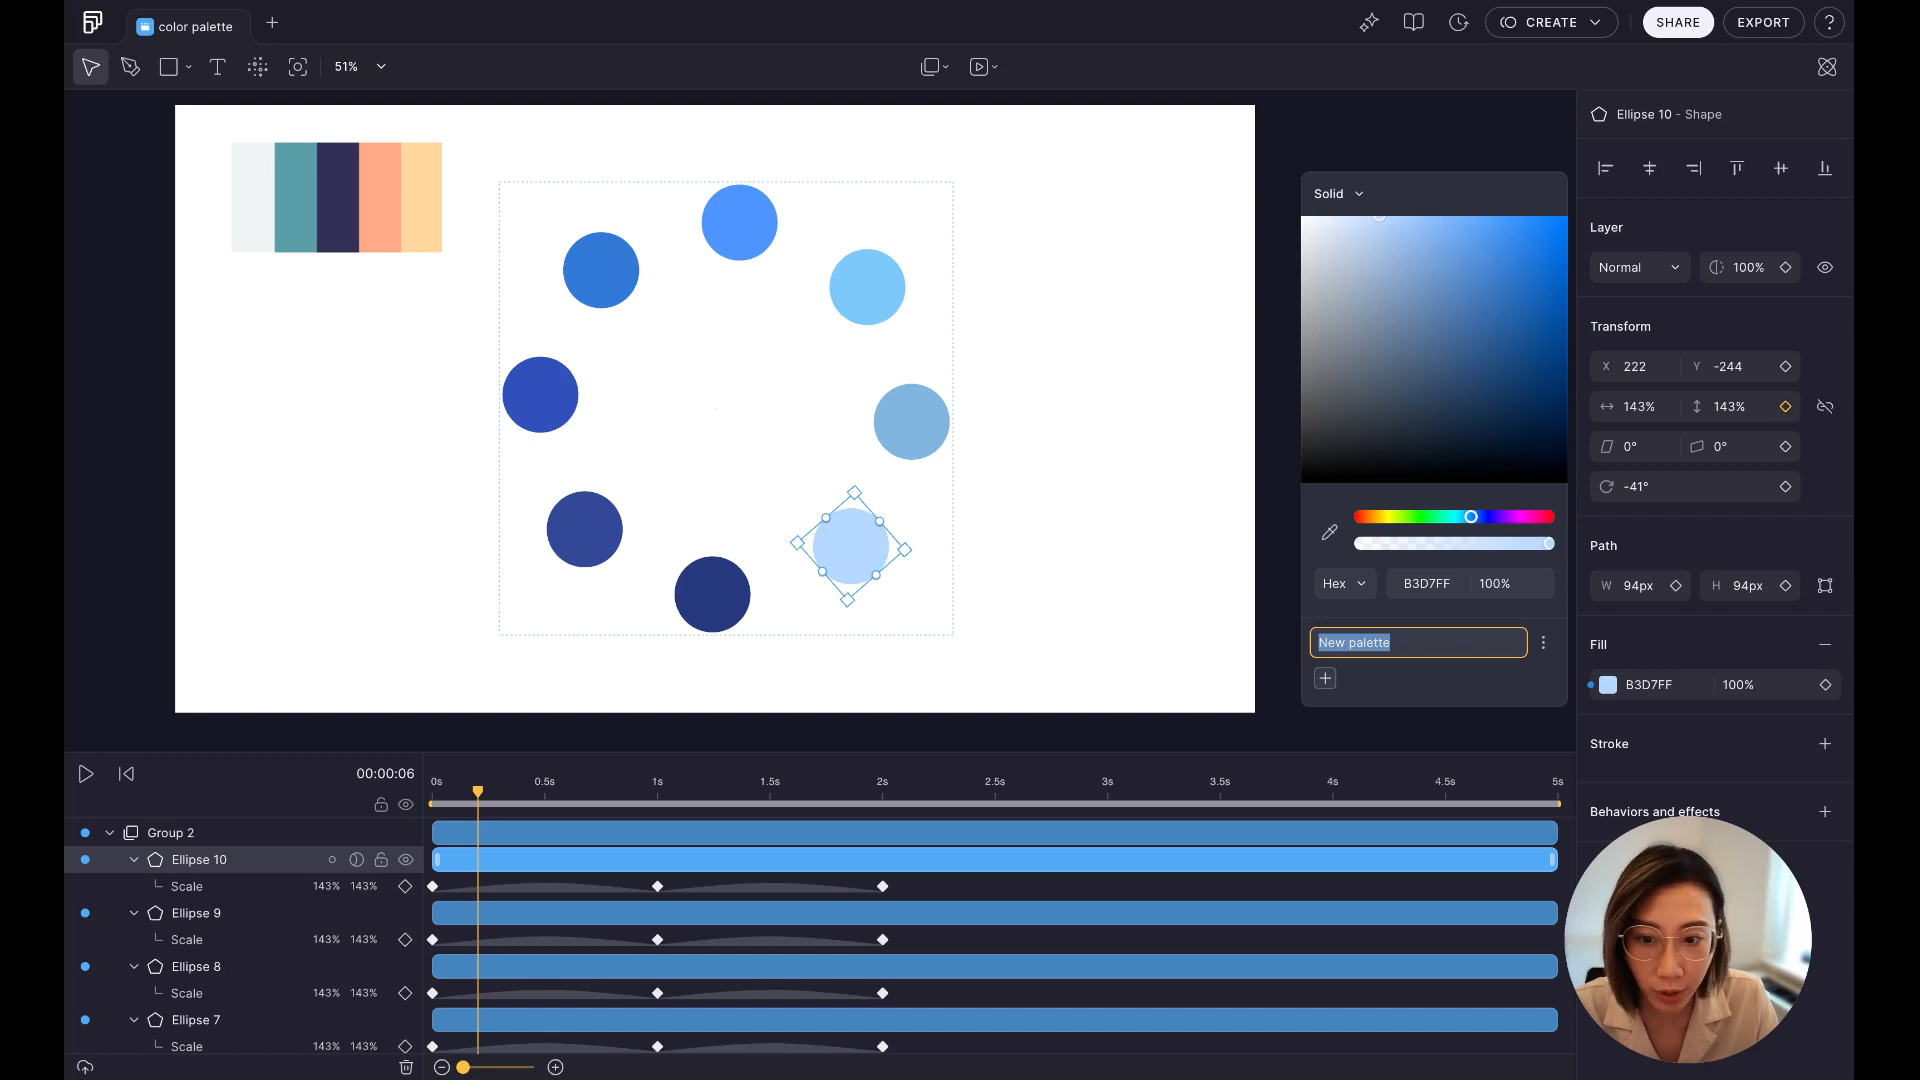 color palette
CREATE
SHARE
EXPORT
?
51%
Ellipse 10 - Shape
Solid
Layer
Normal
100%
Transform
X 222 Y -244
143% 143%
0° 0°
-41°
Path
W 94px H 94px
Hex B3D7FF 100%
New palette
Fill
B3D7FF 100%
Stroke
Behaviors and effects
00:00:06
0s 0.5s 1s 1.5s 2s 2.5s 3s 3.5s 4s 4.5s 5s
Group 2
Ellipse 10
Scale 143% 143%
Ellipse 9
Scale 143% 143%
Ellipse 8
Scale 143% 143%
Ellipse 7
Scale 143% 143%